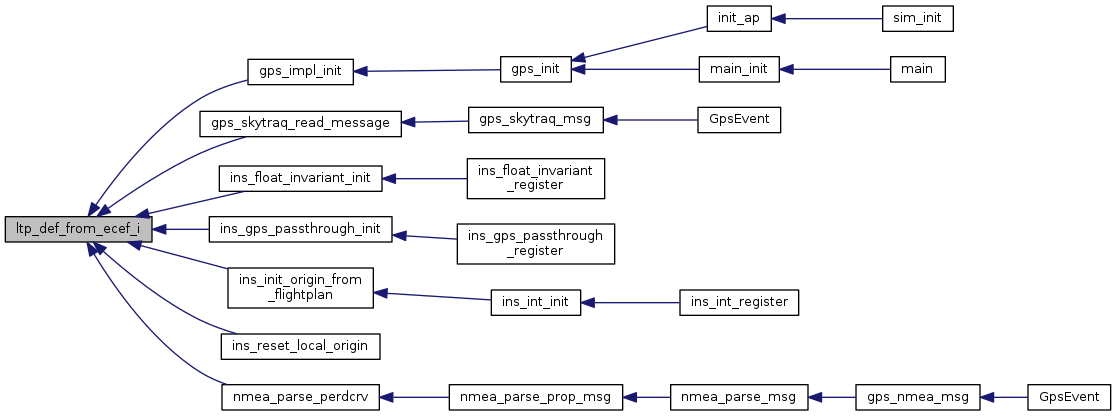 init_ap
sim_init
gps_impl_init
gps_init
main_init
main
gps_skytraq_read_message
gps_skytraq_msg
GpsEvent
ins_float_invariant_init
ins_float_invariant
_register
ltp_def_from_ecef_i
ins_gps_passthrough_init
ins_gps_passthrough
_register
ins_init_origin_from
_flightplan
ins_int_init
ins_int_register
ins_reset_local_origin
nmea_parse_perdcrv
nmea_parse_prop_msg
nmea_parse_msg
gps_nmea_msg
GpsEvent